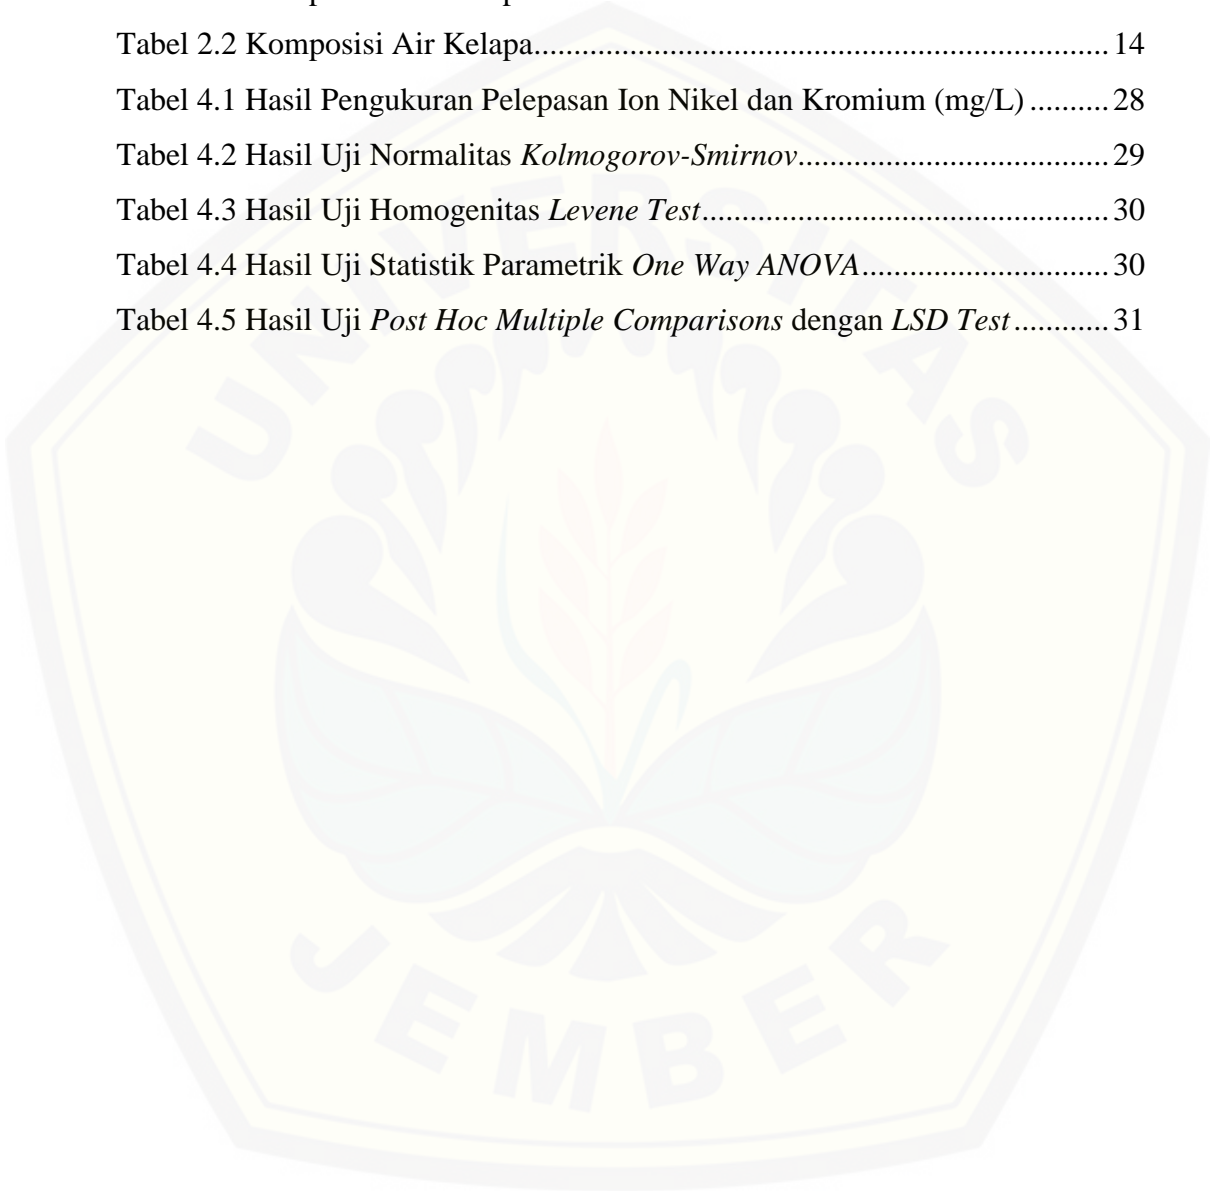 Tabel 2.2 Komposisi Air Kelapa....................................................................... 14
Tabel 4.1 Hasil Pengukuran Pelepasan Ion Nikel dan Kromium (mg/L) .......... 28
Tabel 4.2 Hasil Uji Normalitas Kolmogorov-Smirnov...................................... 29
Tabel 4.3 Hasil Uji Homogenitas Levene Test.................................................. 30
Tabel 4.4 Hasil Uji Statistik Parametrik One Way ANOVA............................... 30
Tabel 4.5 Hasil Uji Post Hoc Multiple Comparisons dengan LSD Test............ 31
UNIVERSITAS
JEMBER